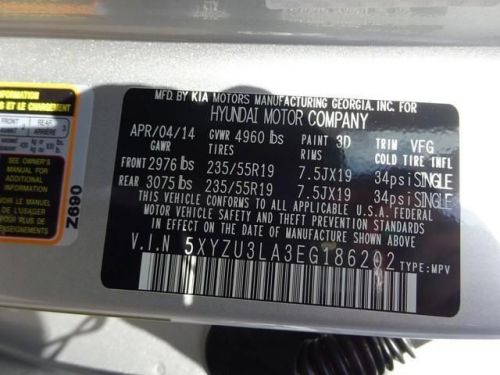 MFD. BY KIA MOTORS MANUFACTURING GEORGIA, INC. FOR
HYUNDAI MOTOR COMPANY
APR/04/14 GVWR 4960 lbs PAINT 3D TRIM VFG
GAWR TIRES RIMS COLD TIRE INFL
FRONT 2976 lbs 235/55R19 7.5JX19 34psi SINGLE
REAR 3075 lbs 235/55R19 7.5JX19 34psi SINGLE
THIS VEHICLE CONFORMS TO ALL APPLICABLE U.S.A. FEDERAL
MOTOR VEHICLE SAFETY AND THEFT PREVENTION STANDARDS
IN EFFECT ON THE DATE OF MANUFACTURE SHOWN ABOVE.
V.I.N 5XYZU3LA3EG186202 TYPE: MPV
ET LE CHARGEMENT
FRONT 2 REAR 3
AVANT ARRIÈRE
SEE OWNER'S
MANUAL FOR
ADDITIONAL
INFORMATION
VOIR LE MANUEL
DE L'USAGER
POUR PLUS DE
Z690